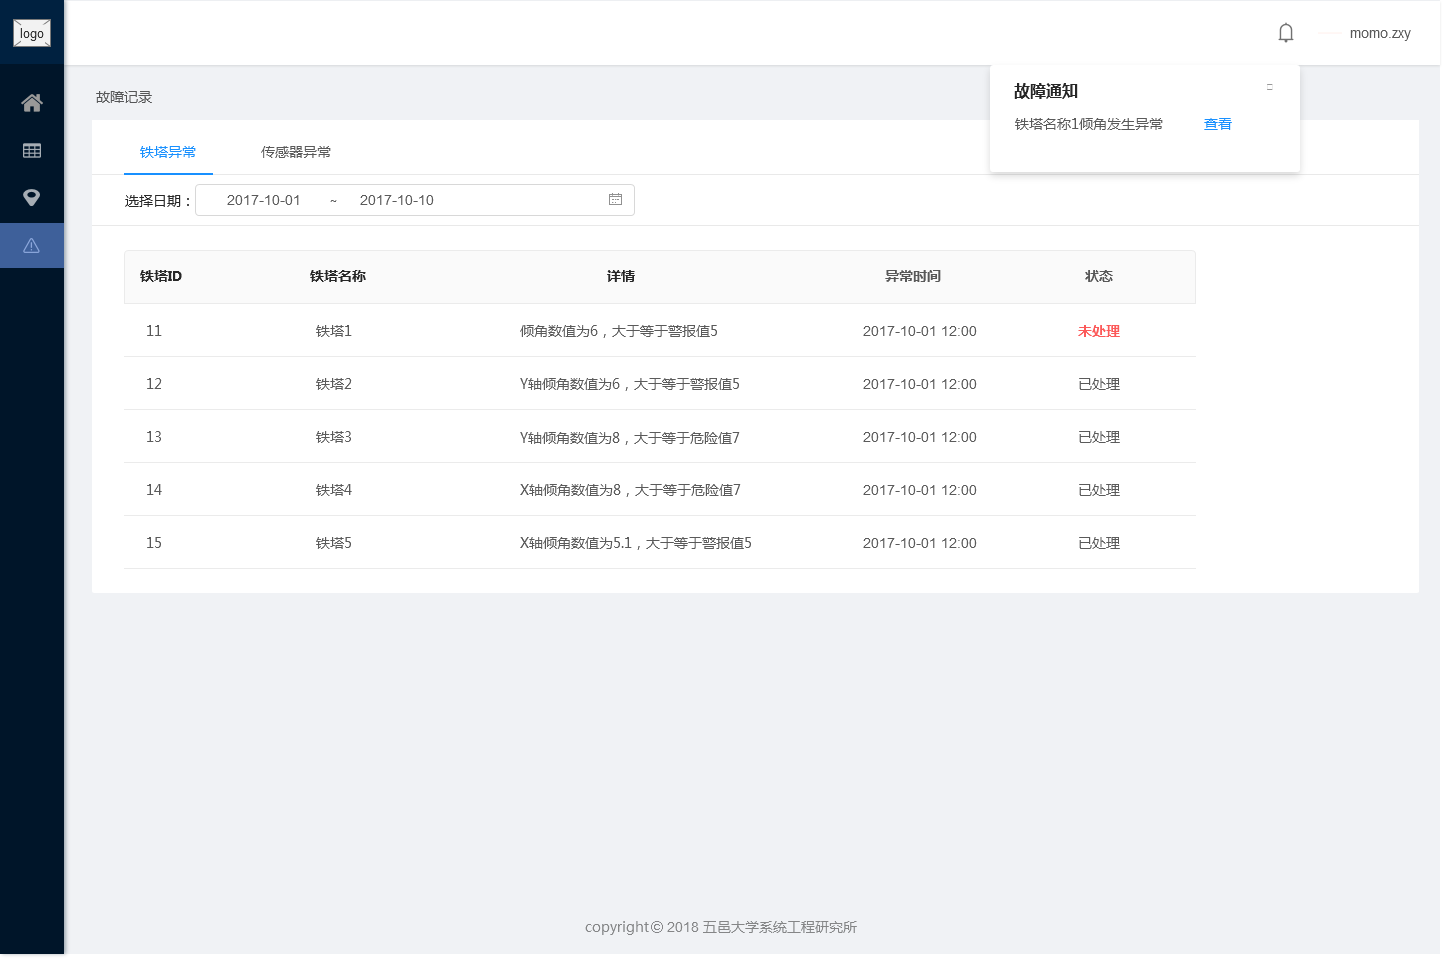 logo
momo.zxy
故障通知
铁塔名称1倾角发生异常 查看
故障记录
铁塔异常 传感器异常
选择日期： 2017-10-01 ~ 2017-10-10
铁塔ID 铁塔名称 详情 异常时间 状态
11 铁塔1 倾角数值为6，大于等于警报值5 2017-10-01 12:00 未处理
12 铁塔2 Y轴倾角数值为6，大于等于警报值5 2017-10-01 12:00 已处理
13 铁塔3 Y轴倾角数值为8，大于等于危险值7 2017-10-01 12:00 已处理
14 铁塔4 X轴倾角数值为8，大于等于危险值7 2017-10-01 12:00 已处理
15 铁塔5 X轴倾角数值为5.1，大于等于警报值5 2017-10-01 12:00 已处理
copyright© 2018 五邑大学系统工程研究所